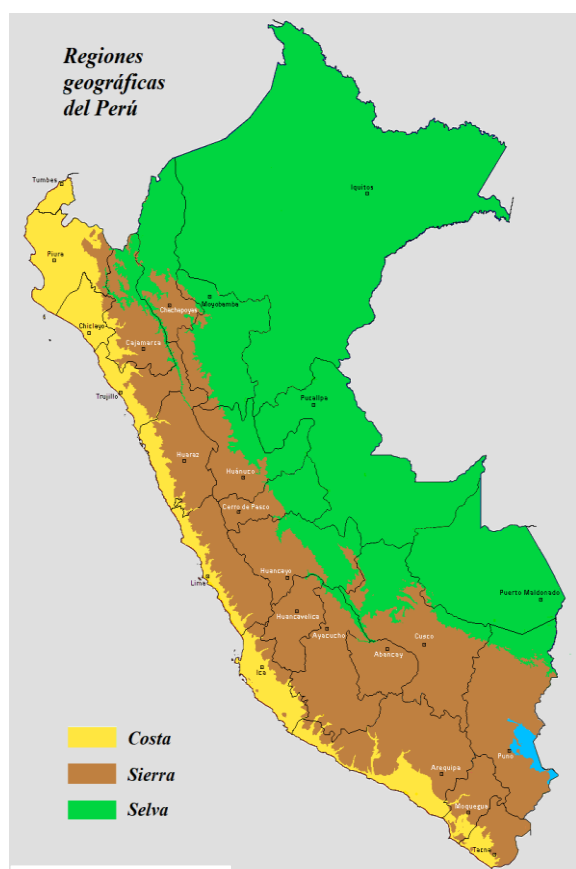 Regiones
geográficas
del Perú
Tumbes
Iquitos
Piura
Moyobamba
Chachapoyas
Chiclayo
Cajamarca
Trujillo
Pucallpa
Huaraz
Huánuco
Cerro de Pasco
Lima
Huancayo
Puerto Maldonado
Huancavelica
Ayacucho
Cusco
Abancay
Ica
Costa
Sierra
Selva
Puno
Arequipa
Moquegua
Tacna